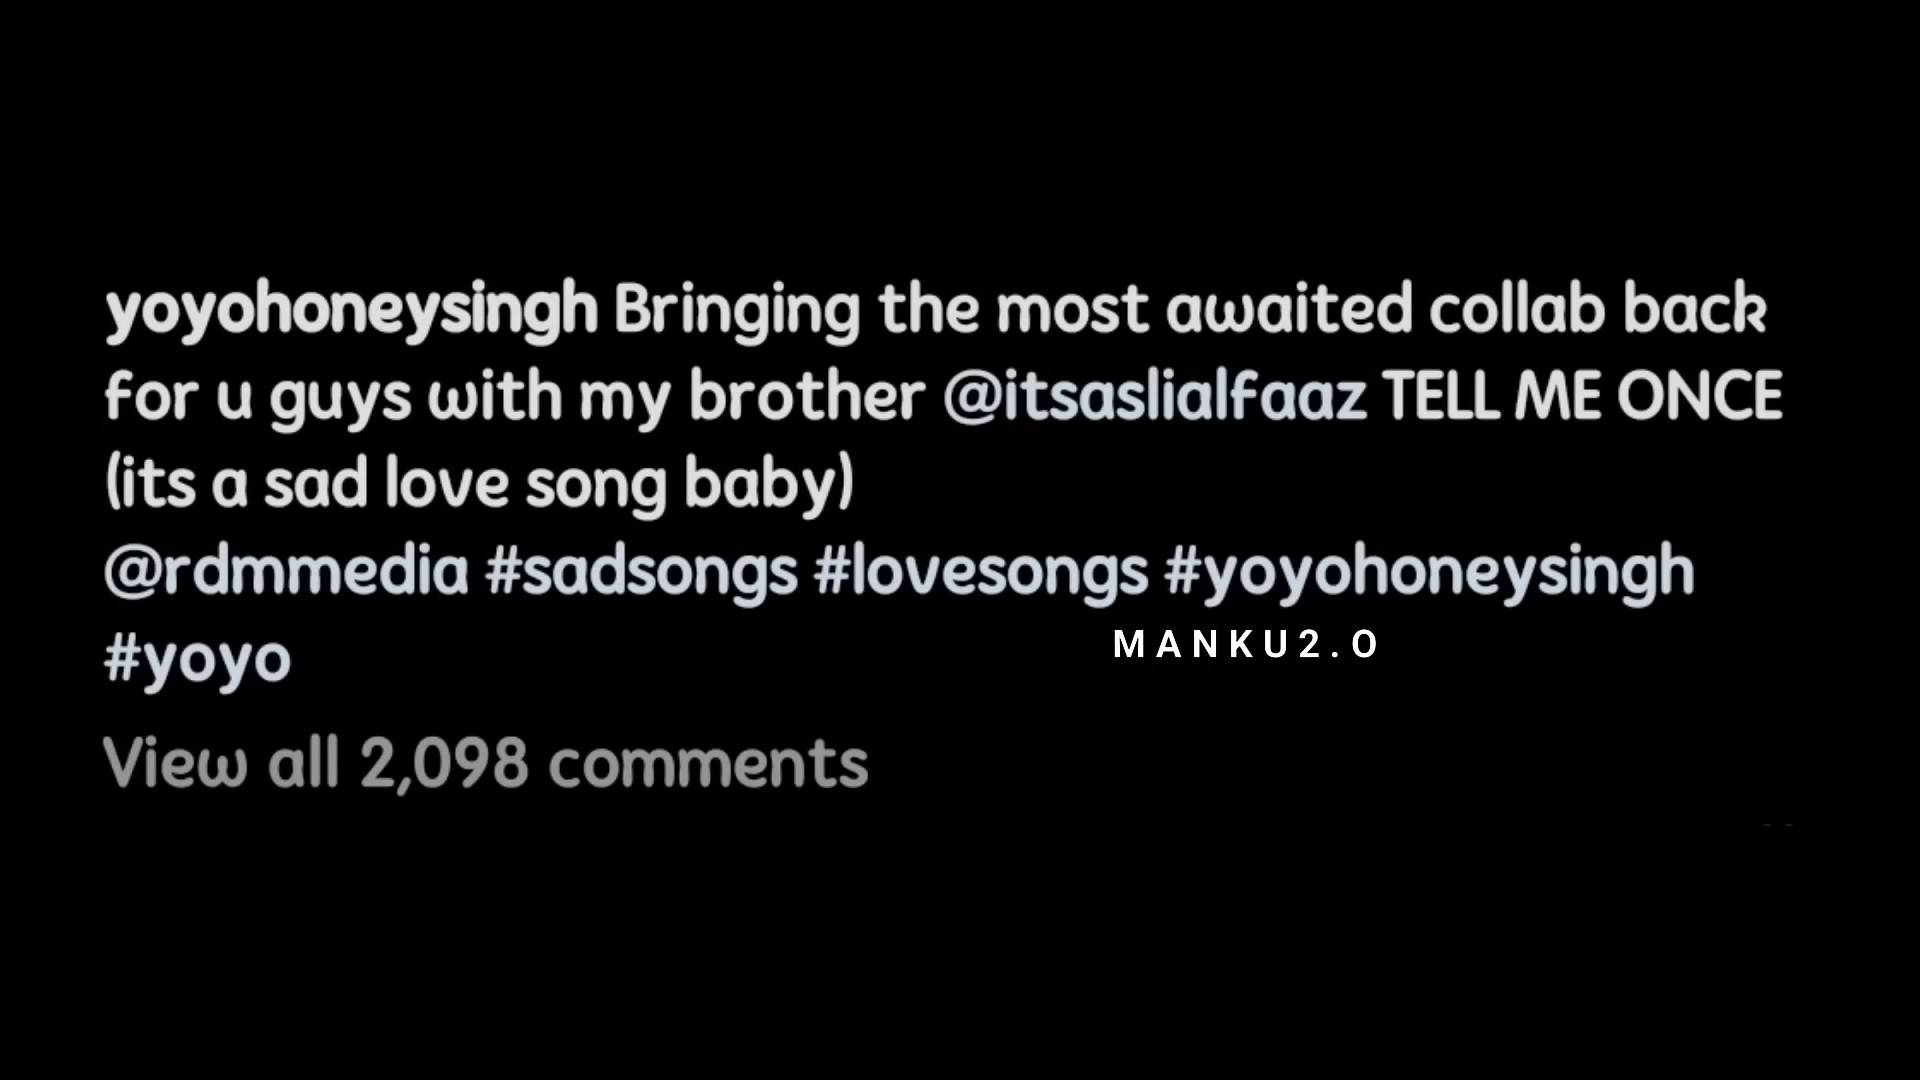 yoyohoneysingh Bringing the most awaited collab back
for u guys with my brother @itsaslialfaaz TELL ME ONCE
(its a sad love song baby)
@rdmmedia #sadsongs #lovesongs #yoyohoneysingh
#yoyo
MANKU2.O
View all 2,098 comments